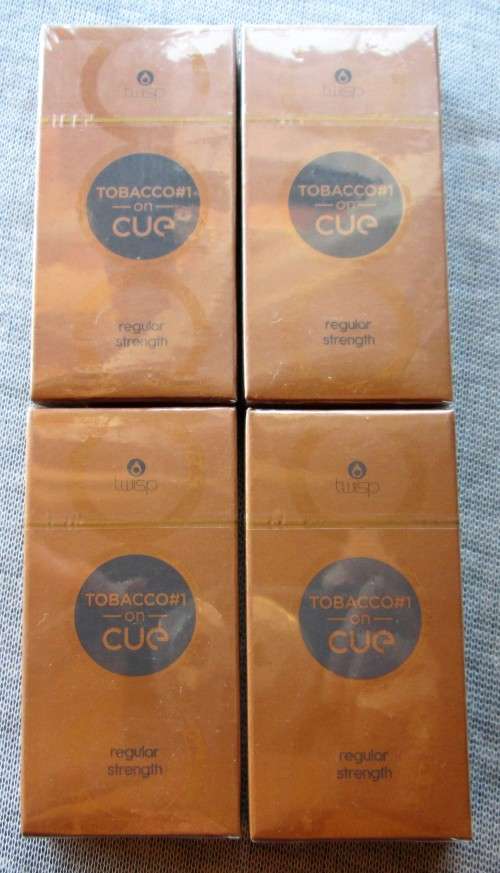 twisp
TOBACCO#1
on
cue
regular
strength
twisp
TOBACCO#1
on
cue
regular
strength
twisp
TOBACCO#1
on
cue
regular
strength
twisp
TOBACCO#1
on
cue
regular
strength